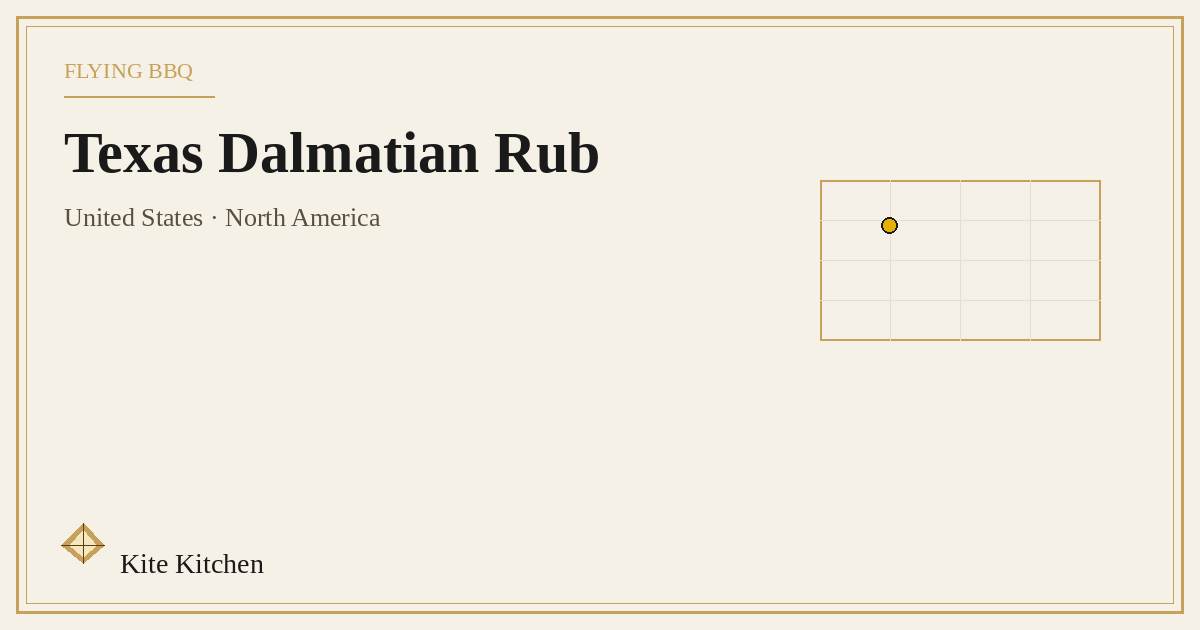 FLYING BBQ
Texas Dalmatian Rub
United States · North America
Kite Kitchen